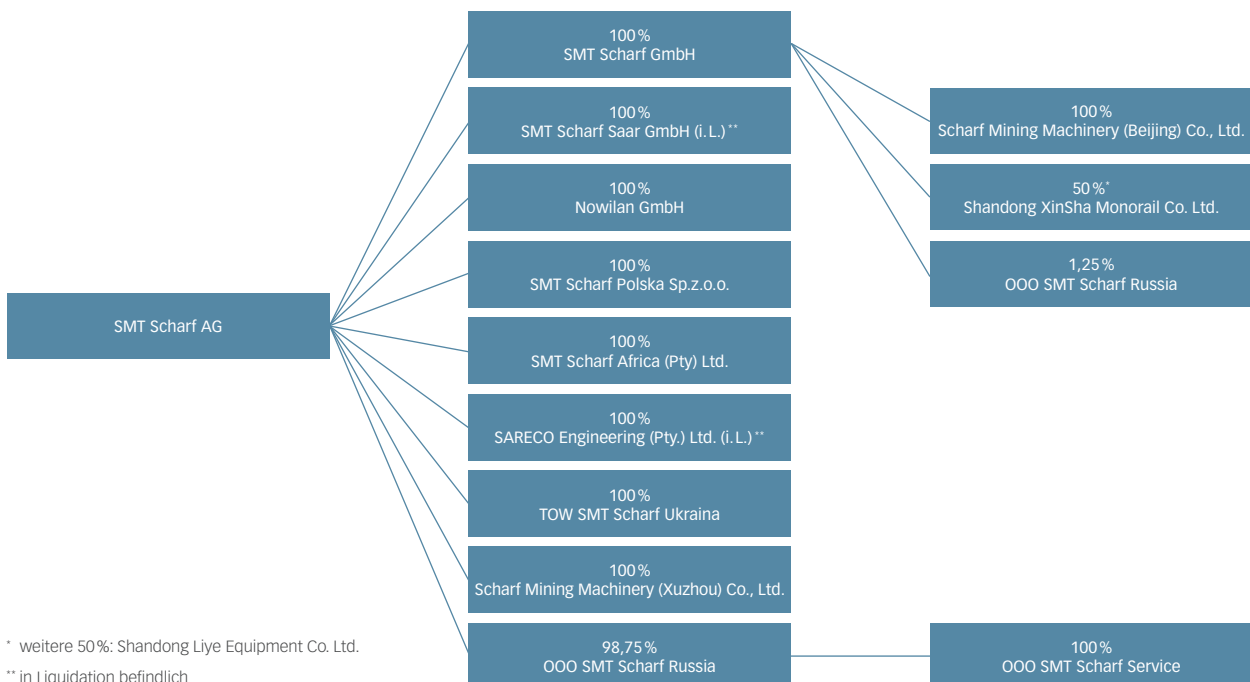 SMT Scharf AG
100 %
SMT Scharf GmbH
100 %
SMT Scharf Saar GmbH (i. L.) **
100 %
Nowilan GmbH
100 %
SMT Scharf Polska Sp.z.o.o.
100 %
SMT Scharf Africa (Pty) Ltd.
100 %
SARECO Engineering (Pty.) Ltd. (i. L.) **
100 %
TOW SMT Scharf Ukraina
100 %
Scharf Mining Machinery (Xuzhou) Co., Ltd.
98,75 %
OOO SMT Scharf Russia
100 %
Scharf Mining Machinery (Beijing) Co., Ltd.
50 %*
Shandong XinSha Monorail Co. Ltd.
1,25 %
OOO SMT Scharf Russia
100 %
OOO SMT Scharf Service
* weitere 50 %: Shandong Liye Equipment Co. Ltd.
** in Liquidation befindlich